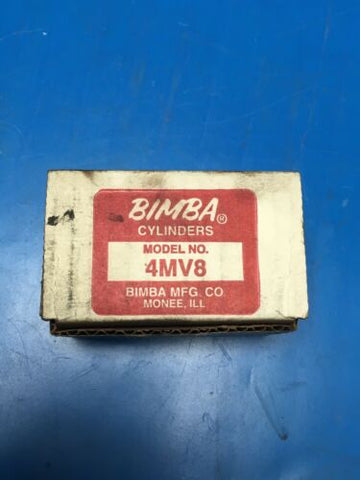 BIMBA®
CYLINDERS
MODEL NO.
4MV8
BIMBA MFG. CO
MONEE, ILL